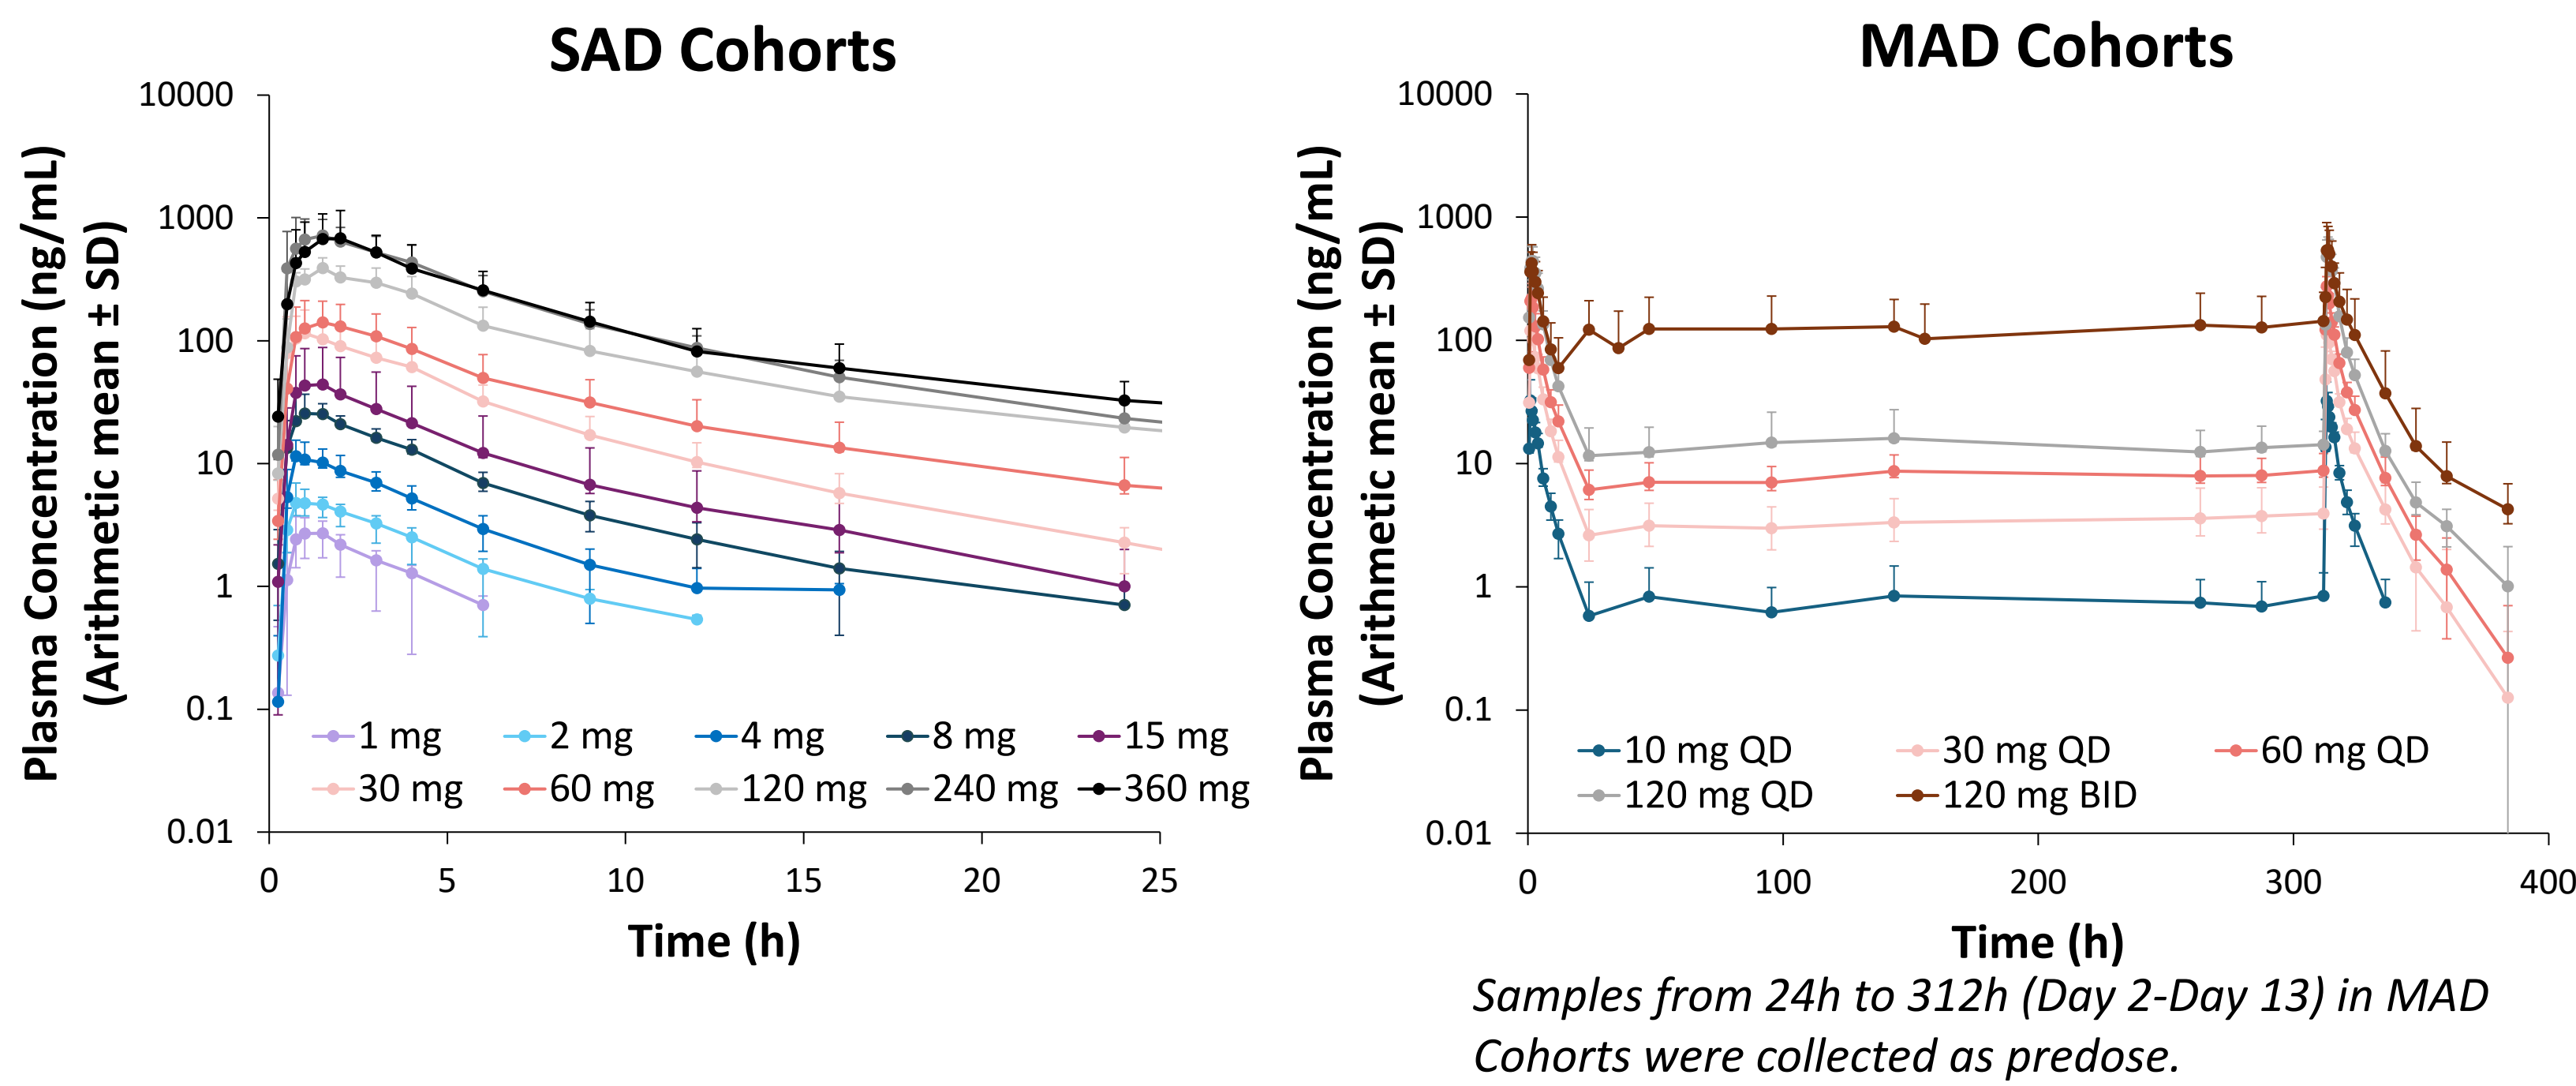 SAD Cohorts
Plasma Concentration (ng/mL)
(Arithmetic mean ± SD)
10000
1000
100
10
1
0.1
0.01
1 mg 2 mg 4 mg 8 mg 15 mg
30 mg 60 mg 120 mg 240 mg 360 mg
0 5 10 15 20 25
Time (h)
MAD Cohorts
Plasma Concentration (ng/mL)
(Arithmetic mean ± SD)
10000
1000
100
10
1
0.1
0.01
10 mg QD 30 mg QD 60 mg QD
120 mg QD 120 mg BID
0 100 200 300 400
Time (h)
Samples from 24h to 312h (Day 2-Day 13) in MAD
Cohorts were collected as predose.